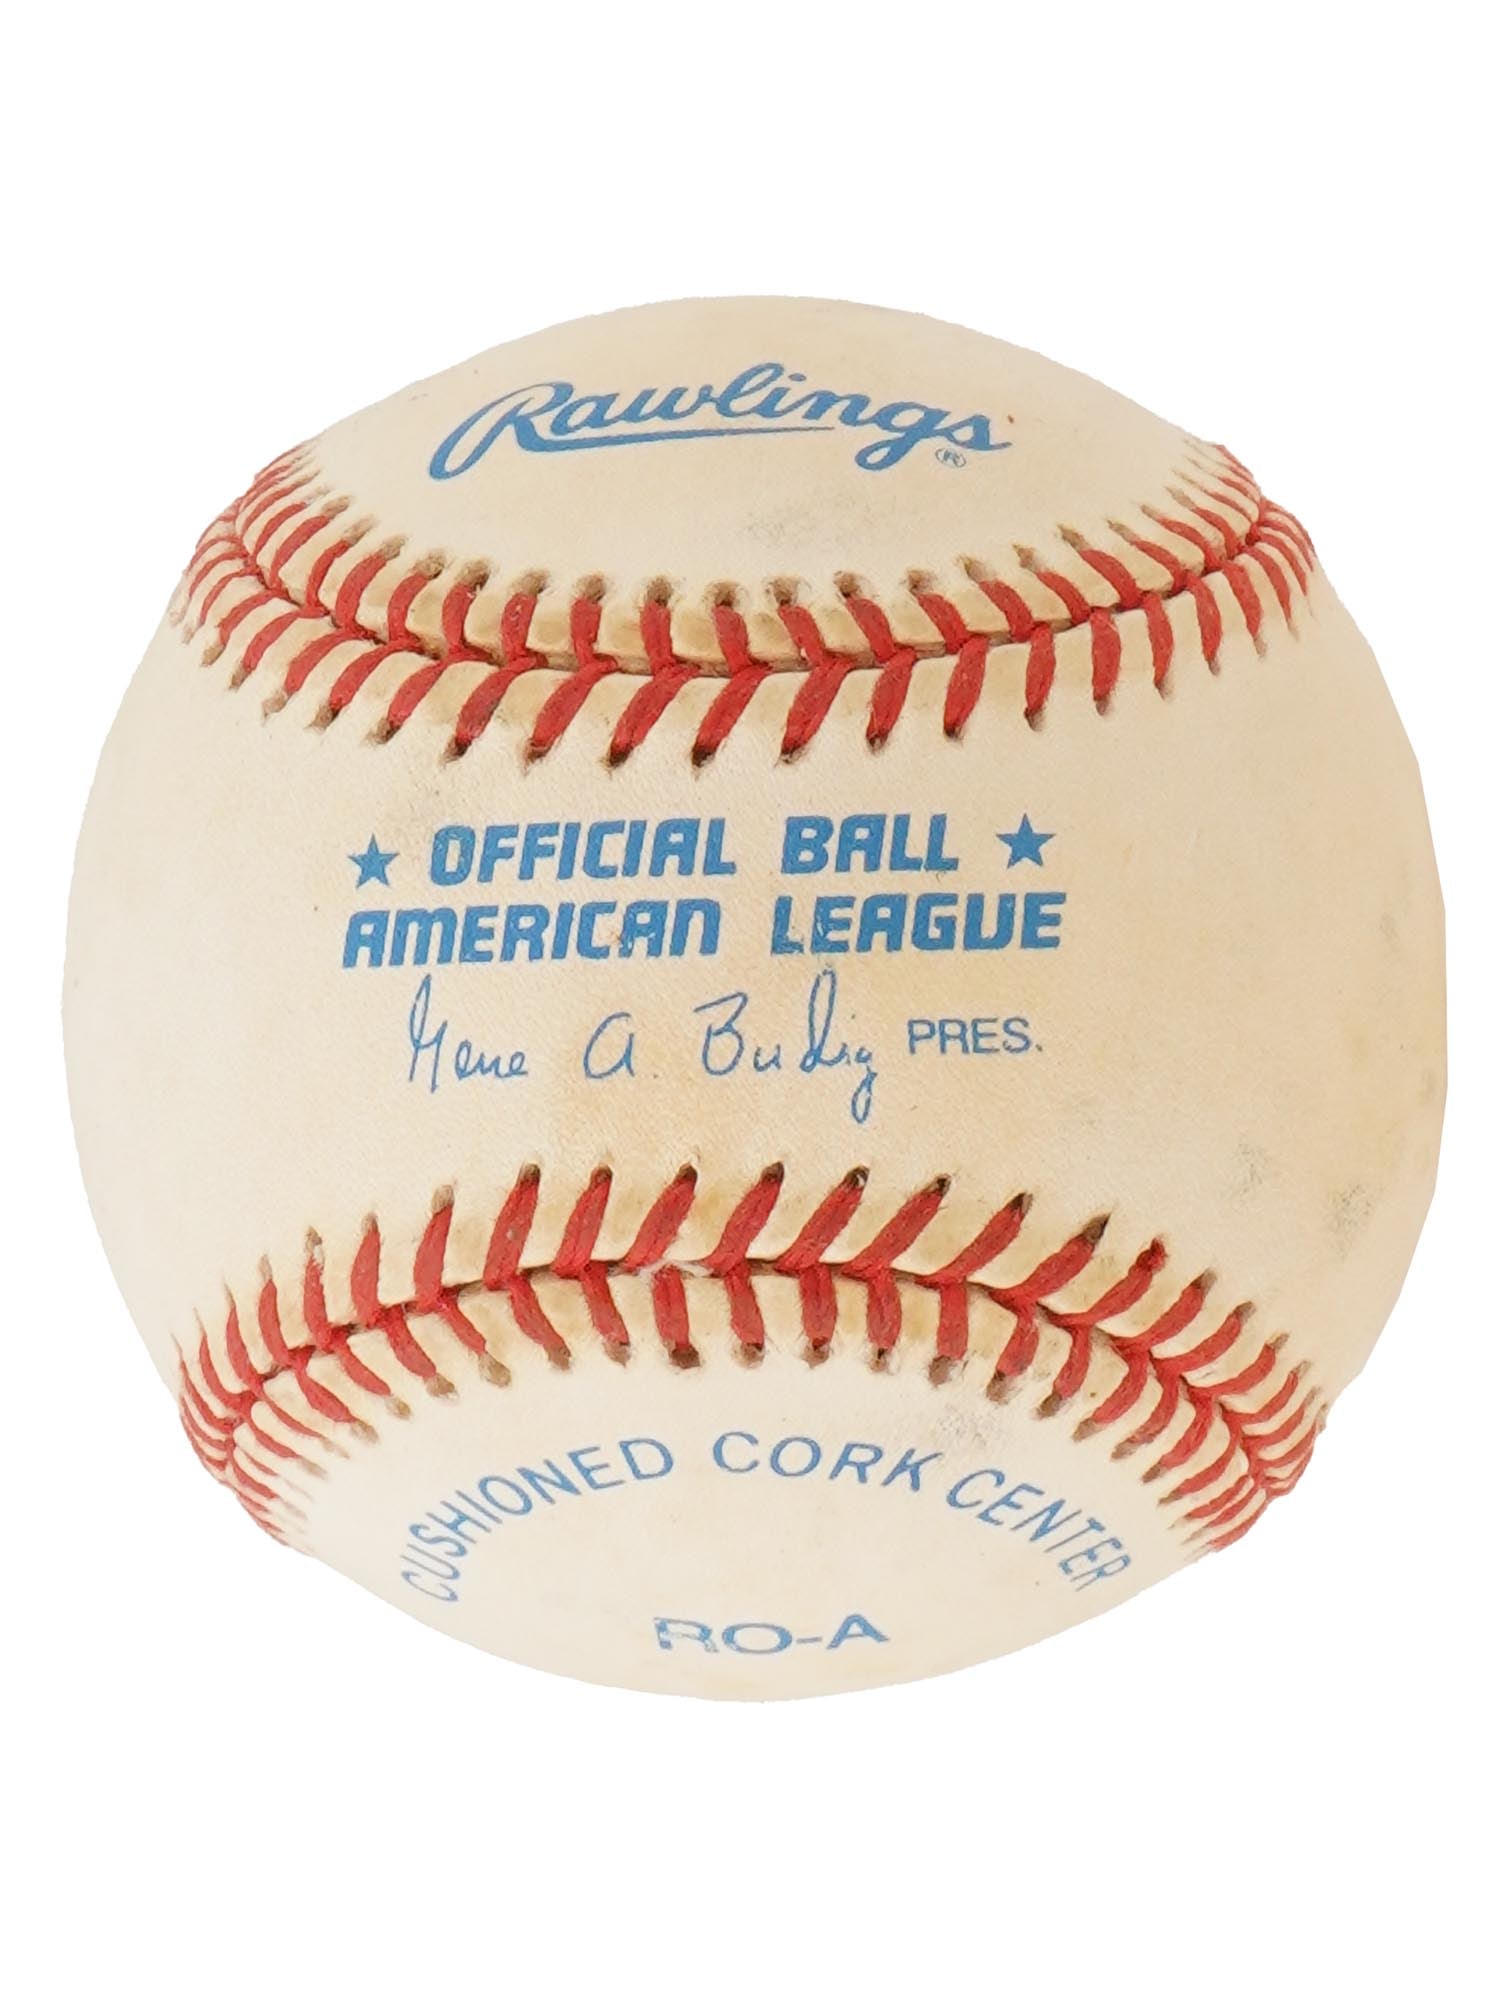 Rawlings ®
★ OFFICIAL BALL ★
AMERICAN LEAGUE
Gene A. Budig PRES.
CUSHIONED CORK CENTER
RO-A